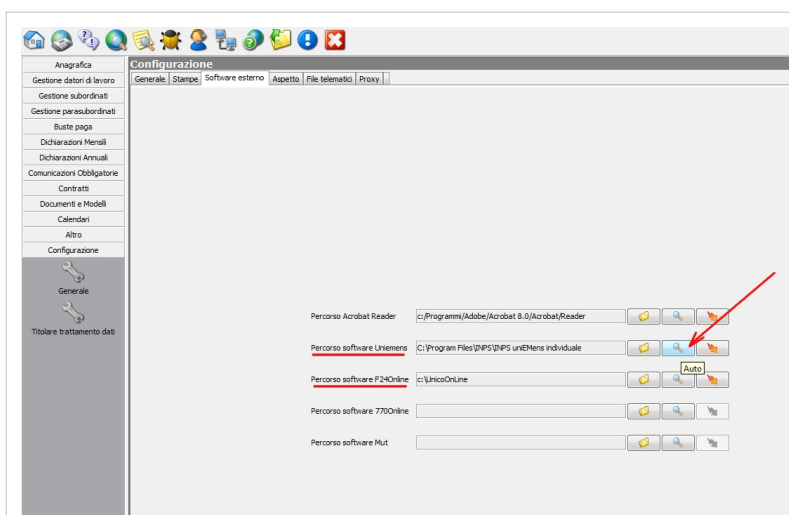 Anagrafica
Gestione datori di lavoro
Gestione subordinati
Gestione parasubordinati
Buste paga
Dichiarazioni Mensili
Dichiarazioni Annuali
Comunicazioni Obbligatorie
Contratti
Documenti e Modelli
Calendari
Altro
Configurazione
Generale
Titolare trattamento dati
Configurazione
Generale Stampe Software esterno Aspetto File telematici Proxy
Percorso Acrobat Reader c:/Programmi/Adobe/Acrobat 8.0/Acrobat/Reader
Percorso software Uniemens C:\Program Files\INPS\INPS uniEMens individuale
Auto
Percorso software F24Online c:\UnicoOnLine
Percorso software 770Online
Percorso software Mut